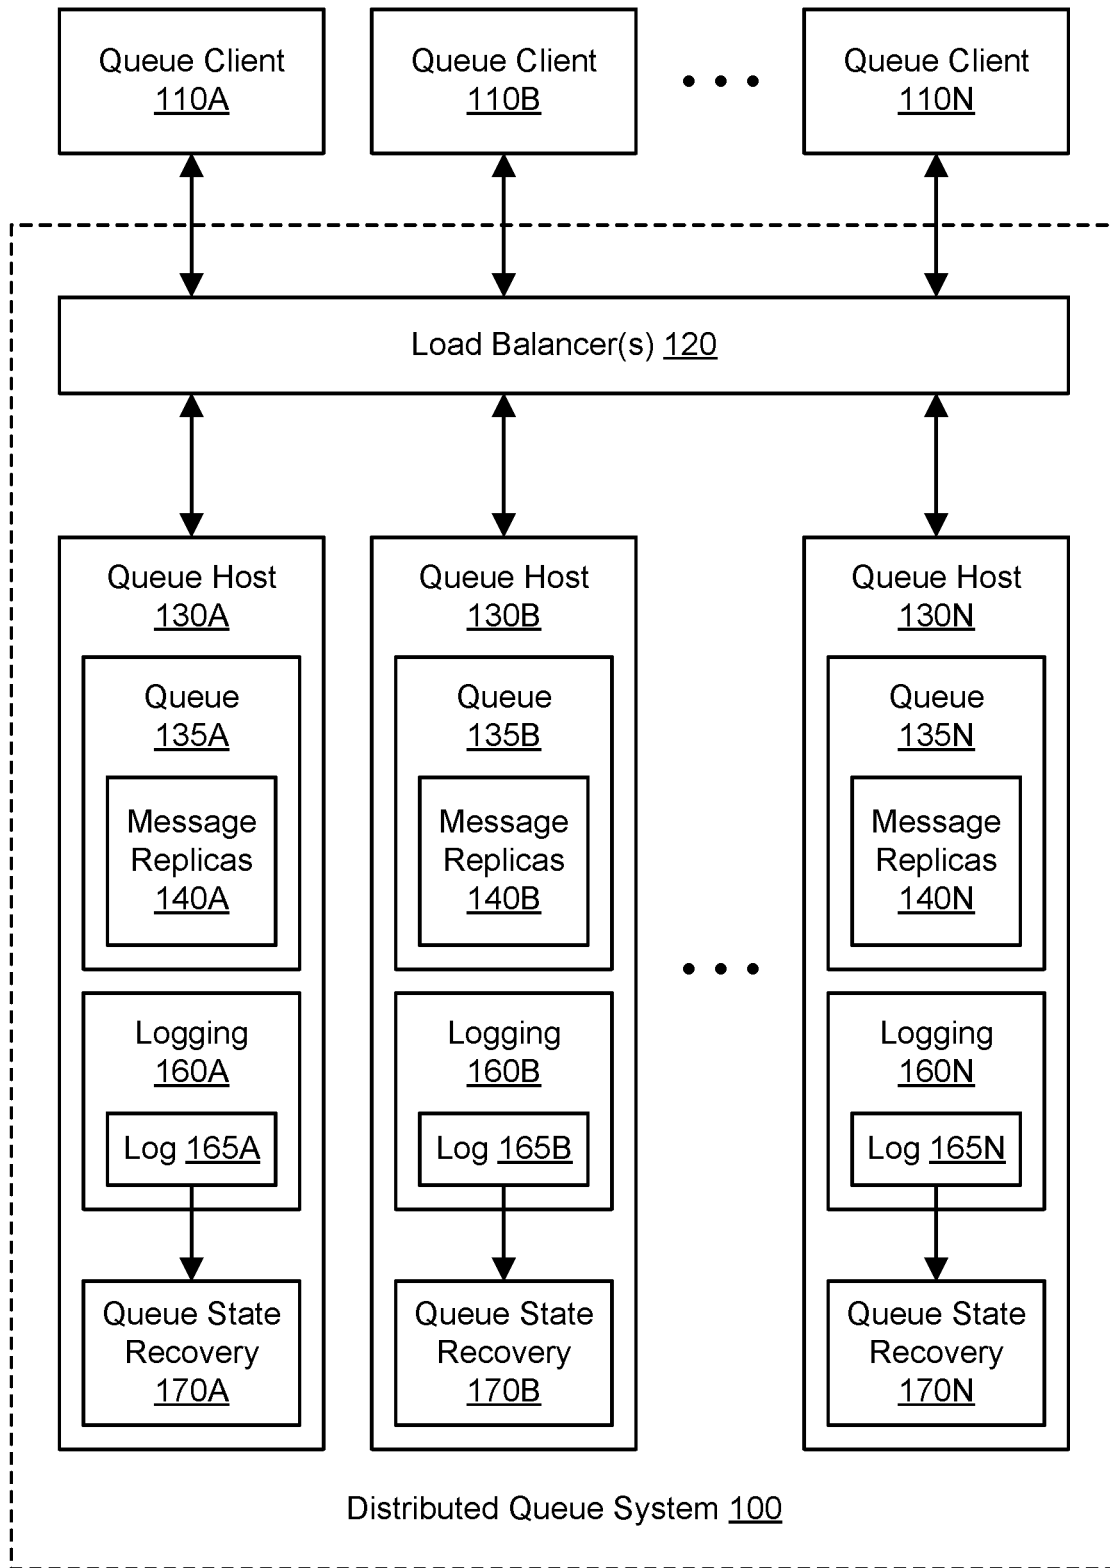 Queue Client
110A
Queue Client
110B
Queue Client
110N
Load Balancer(s) 120
Queue Host
130A
Queue
135A
Message
Replicas
140A
Logging
160A
Log 165A
Queue State
Recovery
170A
Queue Host
130B
Queue
135B
Message
Replicas
140B
Logging
160B
Log 165B
Queue State
Recovery
170B
Queue Host
130N
Queue
135N
Message
Replicas
140N
Logging
160N
Log 165N
Queue State
Recovery
170N
Distributed Queue System 100